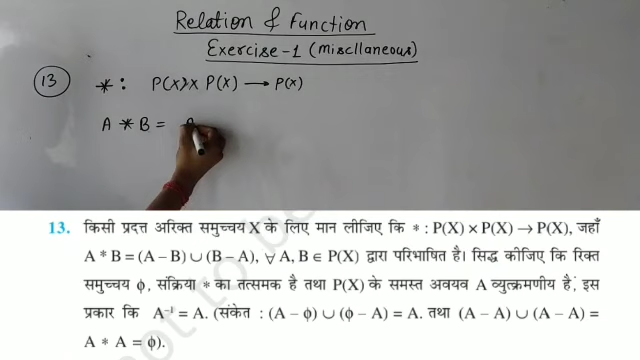 Relation & Function
Exercise-1 (Miscllaneous)
13 * : P(X) x P(X) → P(X)
A * B =
13. किसी प्रदत्त अरिक्त समुच्चय X के लिए मान लीजिए कि * : P(X) × P(X) → P(X), जहाँ
A * B = (A – B) ∪ (B – A), ∀ A, B ∈ P(X) द्वारा परिभाषित है। सिद्ध कीजिए कि रिक्त
समुच्चय ϕ, संक्रिया * का तत्समक है तथा P(X) के समस्त अवयव A व्युत्क्रमणीय हैं, इस
प्रकार कि A⁻¹ = A. (संकेत : (A – ϕ) ∪ (ϕ – A) = A. तथा (A – A) ∪ (A – A) =
A * A = ϕ).